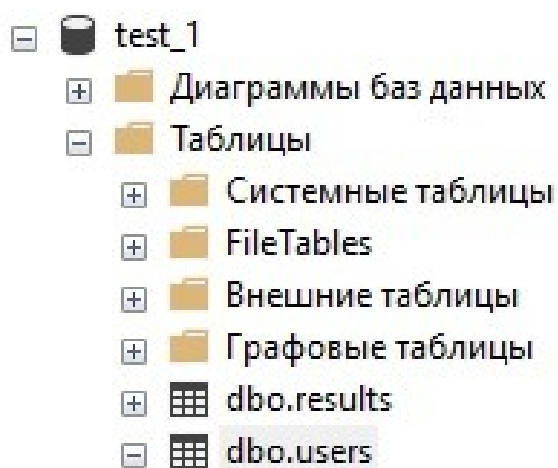 test_1
Диаграммы баз данных
Таблицы
Системные таблицы
FileTables
Внешние таблицы
Графовые таблицы
dbo.results
dbo.users